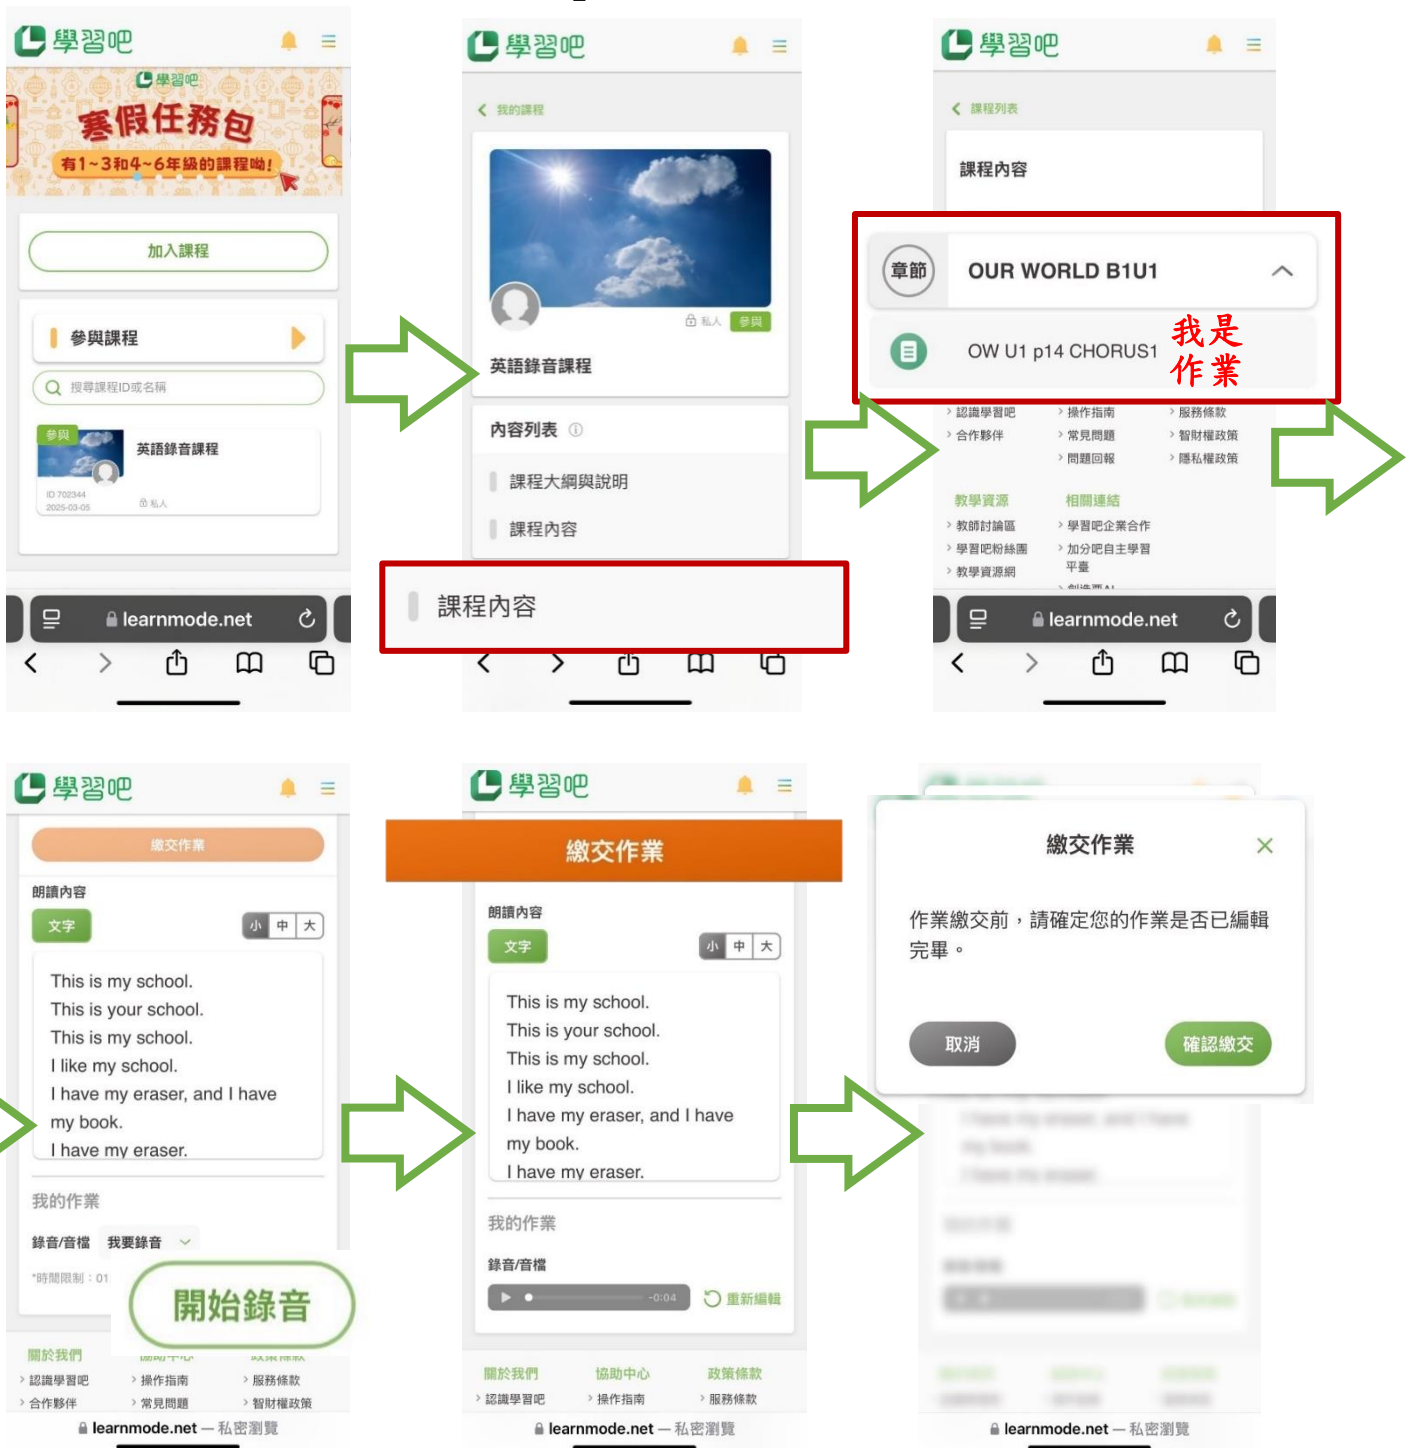 學習吧
學習吧
寒假任務包
有1~3和4~6年級的課程呦!
加入課程
參與課程
搜尋課程ID或名稱
參與
英語錄音課程
ID 702344
2025-03-05
私人
learnmode.net
學習吧
我的課程
私人
參與
英語錄音課程
內容列表
課程大綱與說明
課程內容
課程內容
學習吧
課程列表
課程內容
章節
OUR WORLD B1U1
OW U1 p14 CHORUS1
我是
作業
認識學習吧
操作指南
服務條款
合作夥伴
常見問題
智財權政策
問題回報
隱私權政策
教學資源
相關連結
教師討論區
學習吧企業合作
學習吧粉絲團
加分吧自主學習
平臺
教學資源網
learnmode.net
學習吧
繳交作業
朗讀內容
文字
小 中 大
This is my school.
This is your school.
This is my school.
I like my school.
I have my eraser, and I have
my book.
I have my eraser.
我的作業
錄音/音檔 我要錄音
*時間限制：01
開始錄音
關於我們
認識學習吧
操作指南
服務條款
合作夥伴
常見問題
智財權政策
learnmode.net — 私密瀏覽
學習吧
繳交作業
朗讀內容
文字
小 中 大
This is my school.
This is your school.
This is my school.
I like my school.
I have my eraser, and I have
my book.
I have my eraser.
我的作業
錄音/音檔
-0:04
重新編輯
關於我們
協助中心
政策條款
認識學習吧
操作指南
服務條款
learnmode.net — 私密瀏覽
繳交作業
作業繳交前，請確定您的作業是否已編輯
完畢。
取消
確認繳交
learnmode.net — 私密瀏覽